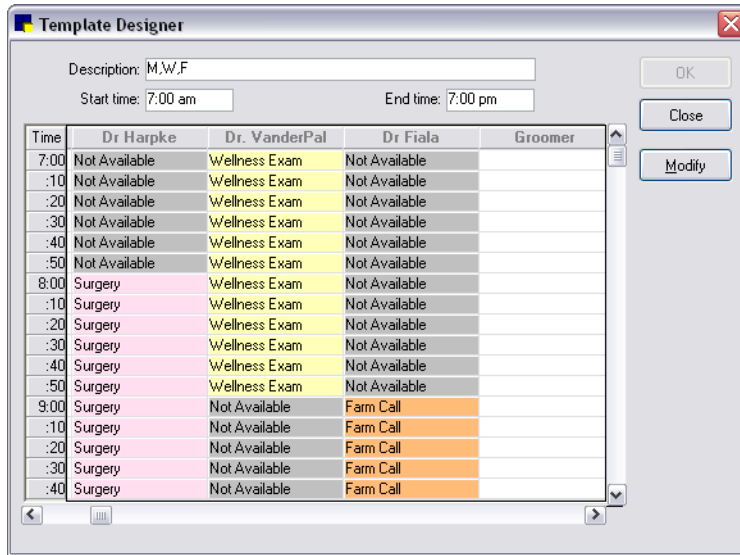 Template Designer
Description: M,W,F
OK
Start time: 7:00 am End time: 7:00 pm
Close
Time Dr Harpke Dr. VanderPal Dr Fiala Groomer
7:00 Not Available Wellness Exam Not Available
Modify
:10 Not Available Wellness Exam Not Available
:20 Not Available Wellness Exam Not Available
:30 Not Available Wellness Exam Not Available
:40 Not Available Wellness Exam Not Available
:50 Not Available Wellness Exam Not Available
8:00 Surgery Wellness Exam Not Available
:10 Surgery Wellness Exam Not Available
:20 Surgery Wellness Exam Not Available
:30 Surgery Wellness Exam Not Available
:40 Surgery Wellness Exam Not Available
:50 Surgery Wellness Exam Not Available
9:00 Surgery Not Available Farm Call
:10 Surgery Not Available Farm Call
:20 Surgery Not Available Farm Call
:30 Surgery Not Available Farm Call
:40 Surgery Not Available Farm Call